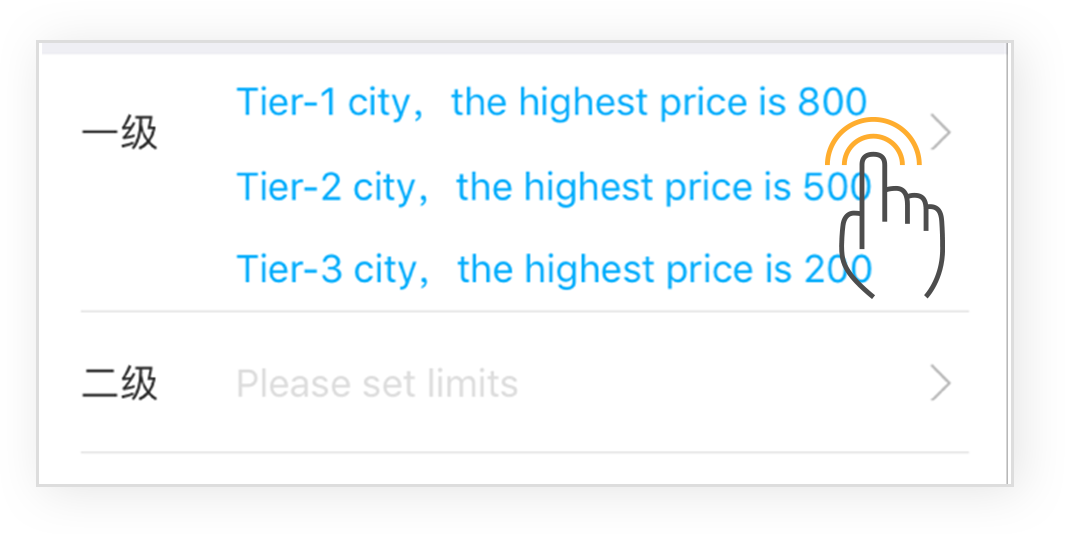 Tier-1 city，the highest price is 800
一级
Tier-2 city，the highest price is 500
Tier-3 city，the highest price is 200
二级 Please set limits